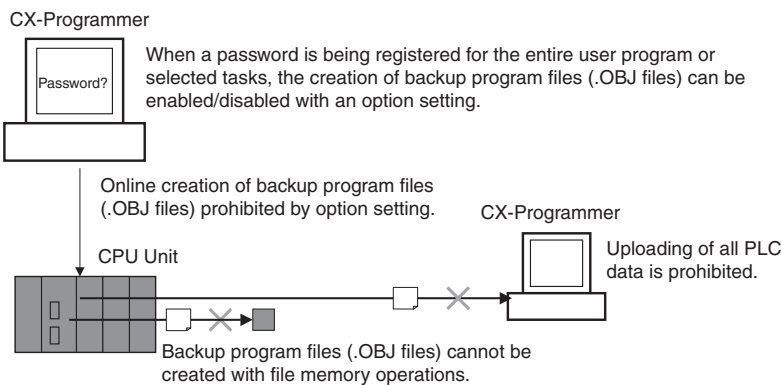 CX-Programmer
Password?
When a password is being registered for the entire user program or
selected tasks, the creation of backup program files (.OBJ files) can be
enabled/disabled with an option setting.
Online creation of backup program files
(.OBJ files) prohibited by option setting.
CX-Programmer
Uploading of all PLC
data is prohibited.
CPU Unit
Backup program files (.OBJ files) cannot be
created with file memory operations.